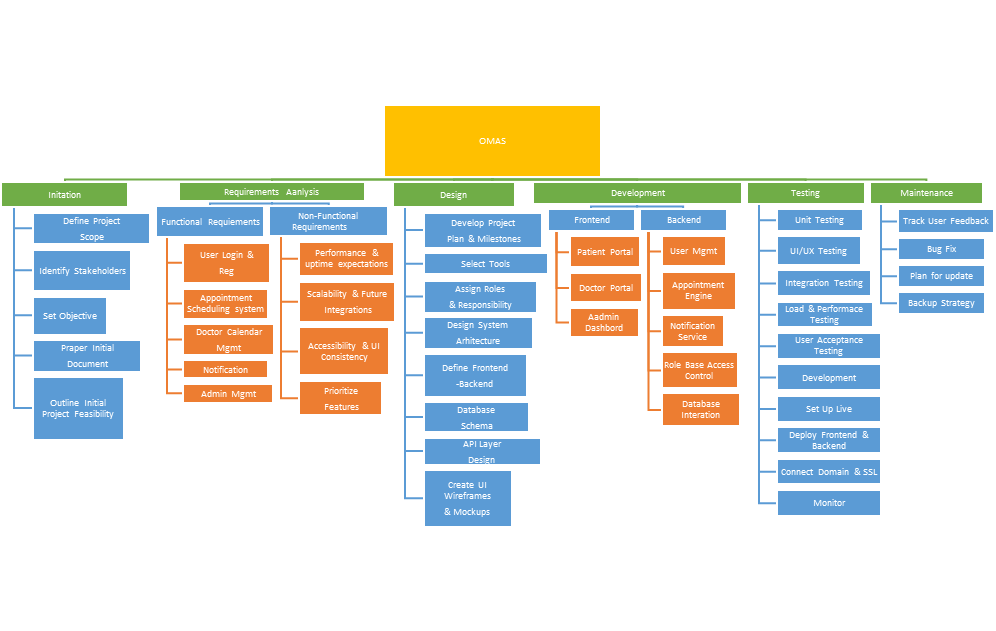 OMAS
Initation
Define Project
Scope
Identify Stakeholders
Set Objective
Praper Initial
Document
Outline Initial
Project Feasibility
Requirements Aanlysis
Functional Requirements
User Login &
Reg
Appointment
Scheduling system
Doctor Calendar
Mgmt
Notification
Admin Mgmt
Non-Functional
Requirements
Performance &
uptime expectations
Scalability & Future
Integrations
Accessibility & UI
Consistency
Prioritize
Features
Design
Develop Project
Plan & Milestones
Select Tools
Assign Roles
& Responsibility
Design System
Arhitecture
Define Frontend
-Backend
Database
Schema
API Layer
Design
Create UI
Wireframes
& Mockups
Development
Frontend
Patient Portal
Doctor Portal
Aadmin
Dashbord
Backend
User Mgmt
Appointment
Engine
Notification
Service
Role Base Access
Control
Database
Interation
Testing
Unit Testing
UI/UX Testing
Integration Testing
Load & Performace
Testing
User Acceptance
Testing
Development
Set Up Live
Deploy Frontend &
Backend
Connect Domain & SSL
Monitor
Maintenance
Track User Feedback
Bug Fix
Plan for update
Backup Strategy